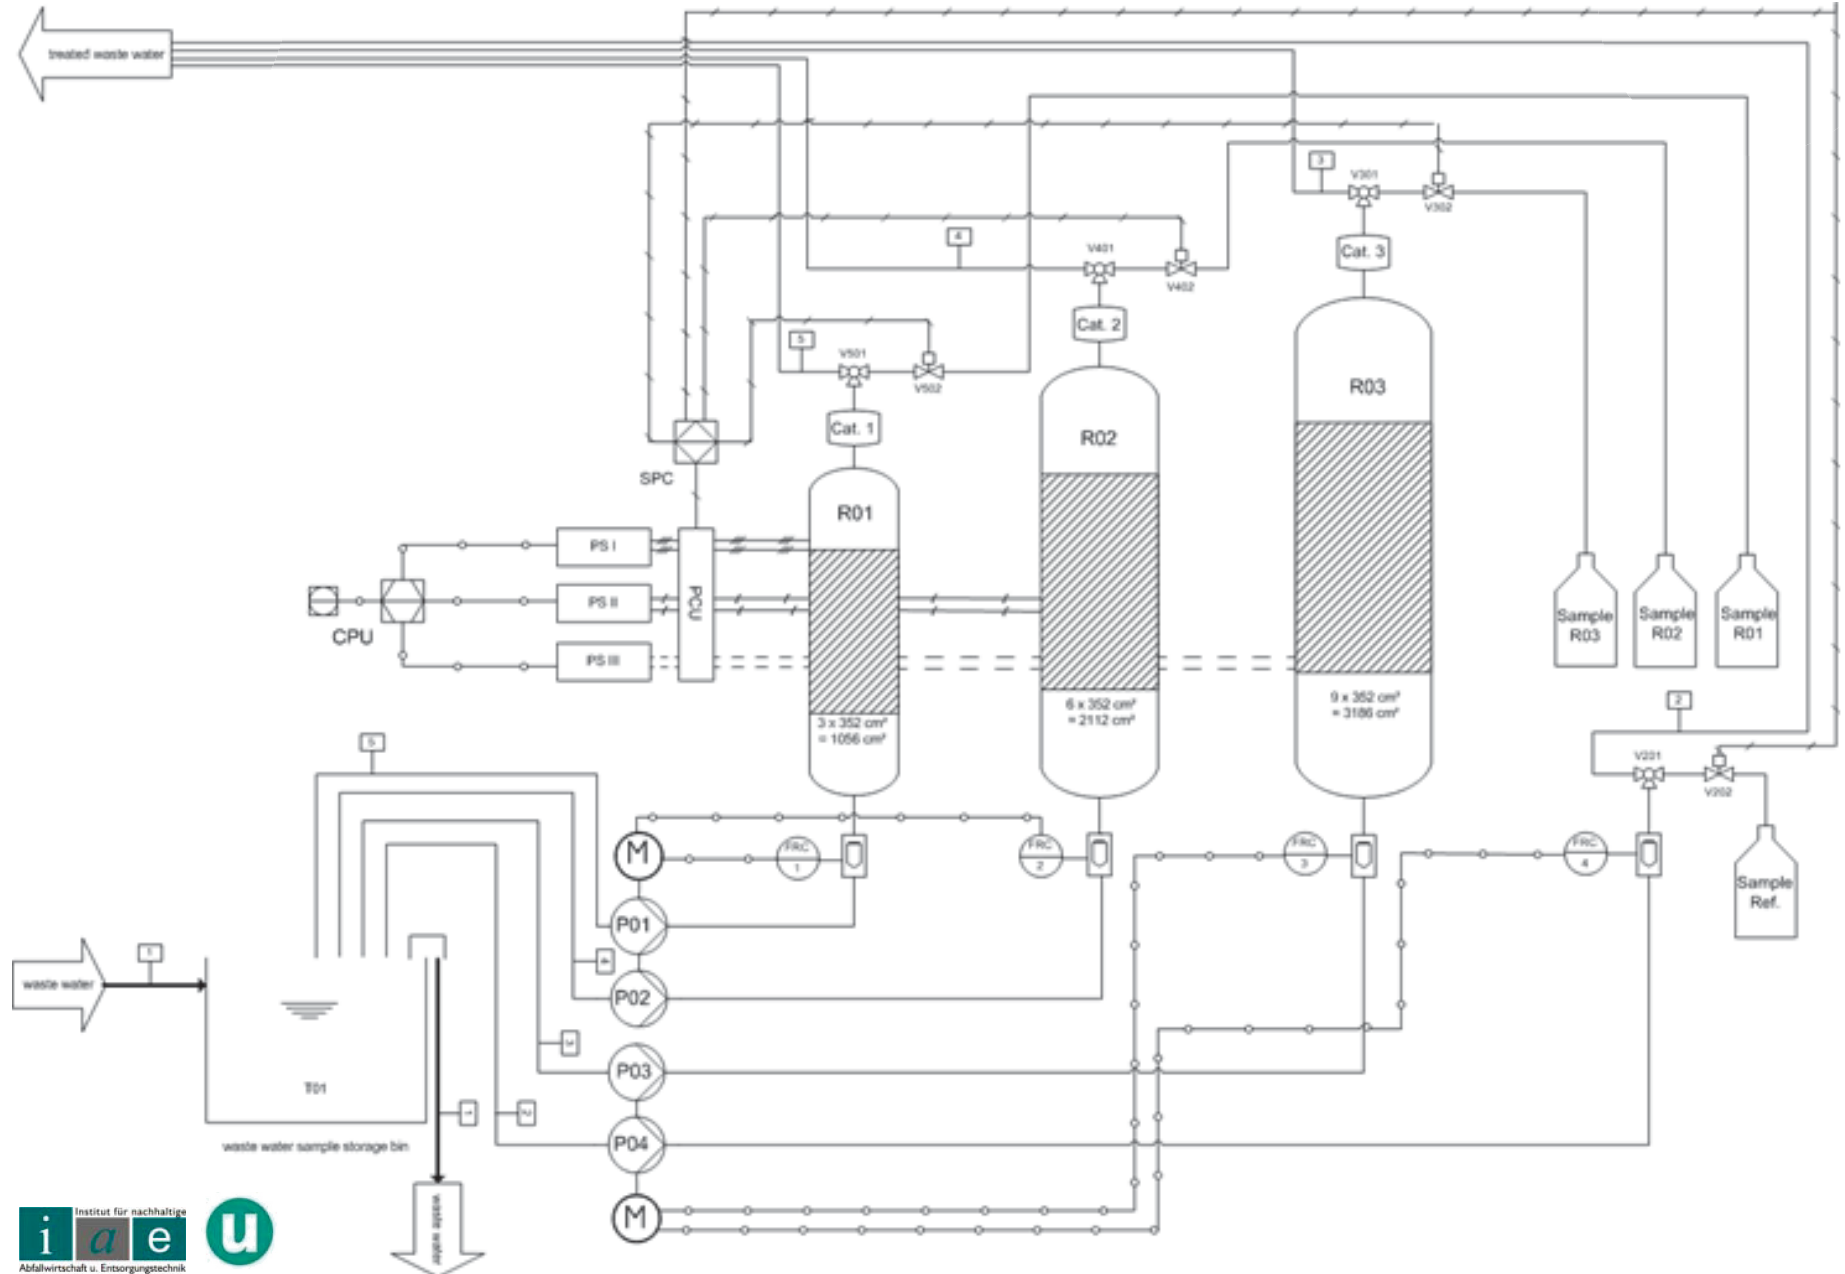 treated waste water
3
V301
V302
4
V401
V402
Cat. 3
5
V501
V502
Cat. 2
Cat. 1
R03
R02
SPC
R01
PS I
PS II
PS III
PCU
CPU
Sample
R03
Sample
R02
Sample
R01
3 x 352 cm²
= 1056 cm²
6 x 352 cm²
= 2112 cm²
9 x 352 cm²
= 3186 cm²
2
V201
V202
5
M
FRC
1
FRC
2
FRC
3
FRC
4
Sample
Ref.
P01
4
P02
1
waste water
3
P03
T01
1
2
P04
waste water sample storage bin
M
waste water
Institut für nachhaltige
i a e
Abfallwirtschaft u. Entsorgungstechnik
u